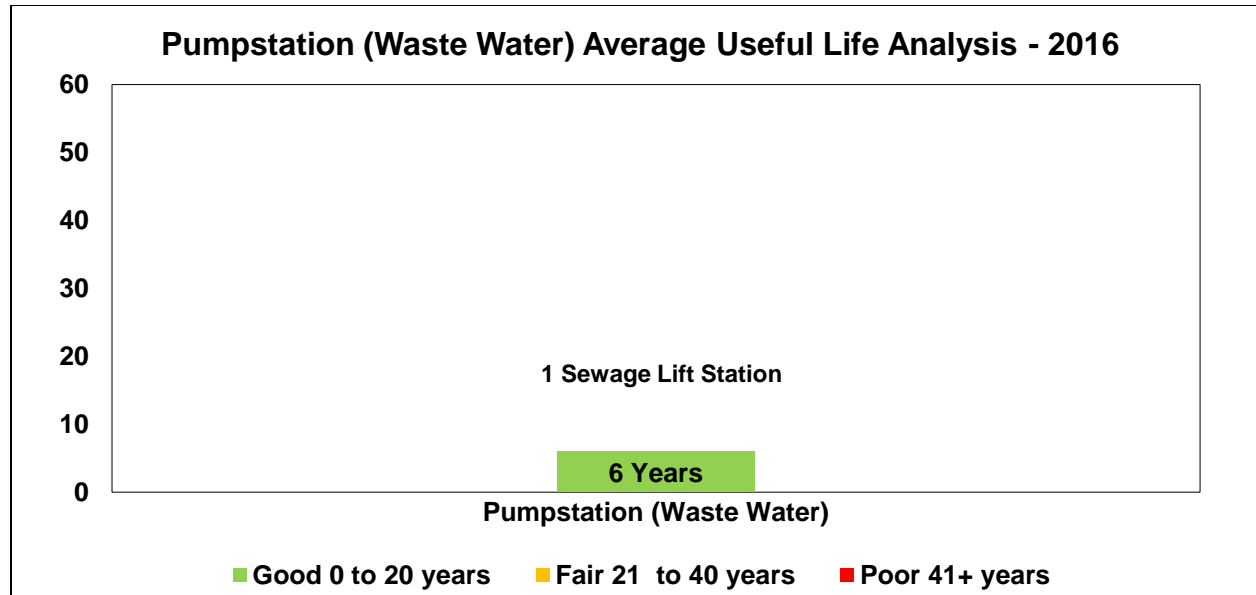 Pumpstation (Waste Water) Average Useful Life Analysis - 2016
60
50
40
30
20
10
0
1 Sewage Lift Station
6 Years
Pumpstation (Waste Water)
Good 0 to 20 years Fair 21 to 40 years Poor 41+ years